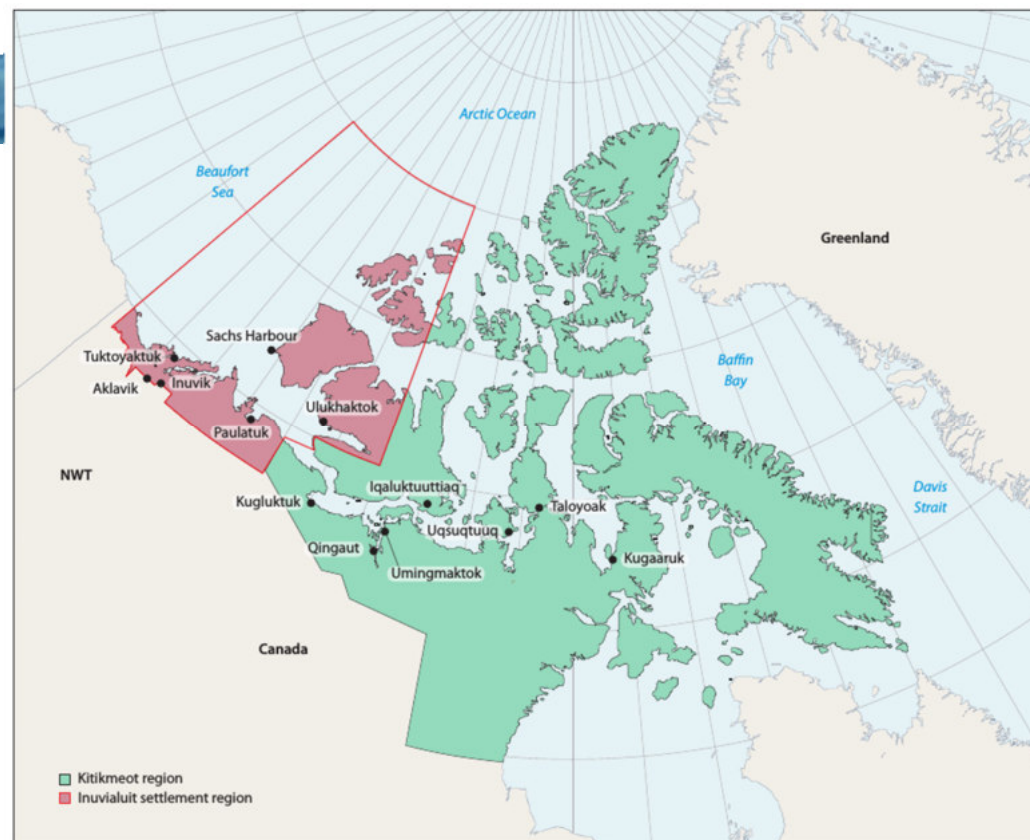 Arctic Ocean
Beaufort
Sea
Greenland
Sachs Harbour
Tuktoyaktuk
Baffin
Bay
Aklavik
Inuvik
Ulukhaktok
Paulatuk
NWT
Iqaluktuuttiaq
Davis
Strait
Kugluktuk
Taloyoak
Uqsuqtuuq
Qingaut
Kugaaruk
Umingmaktok
Canada
Kitikmeot region
Inuvialuit settlement region